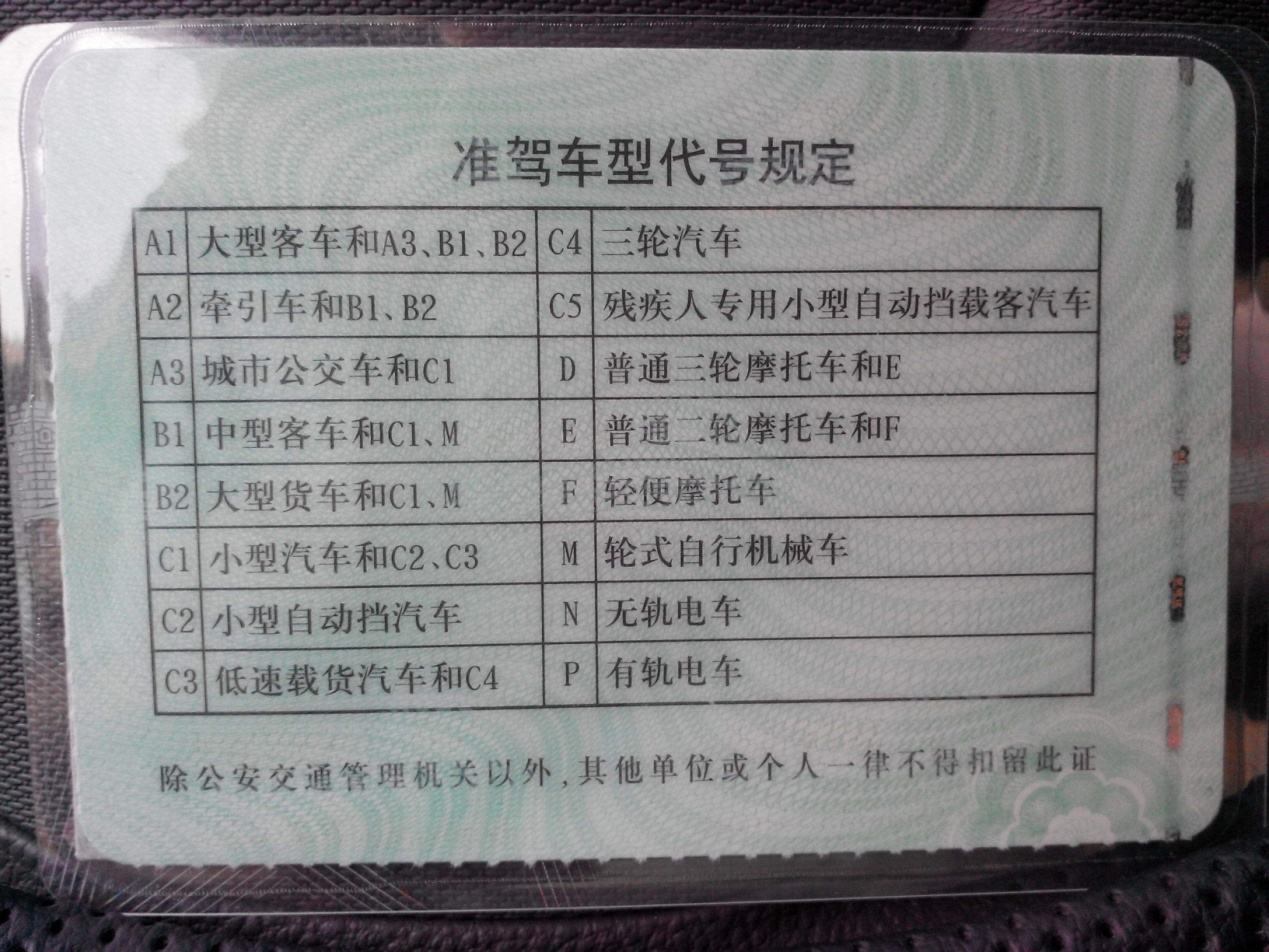 准驾车型代号规定
A1 大型客车和A3、B1、B2 C4 三轮汽车
A2 牵引车和B1、B2 C5 残疾人专用小型自动挡载客汽车
A3 城市公交车和C1 D 普通三轮摩托车和E
B1 中型客车和C1、M E 普通二轮摩托车和F
B2 大型货车和C1、M F 轻便摩托车
C1 小型汽车和C2、C3 M 轮式自行机械车
C2 小型自动挡汽车 N 无轨电车
C3 低速载货汽车和C4 P 有轨电车
除公安交通管理机关以外,其他单位或个人一律不得扣留此证